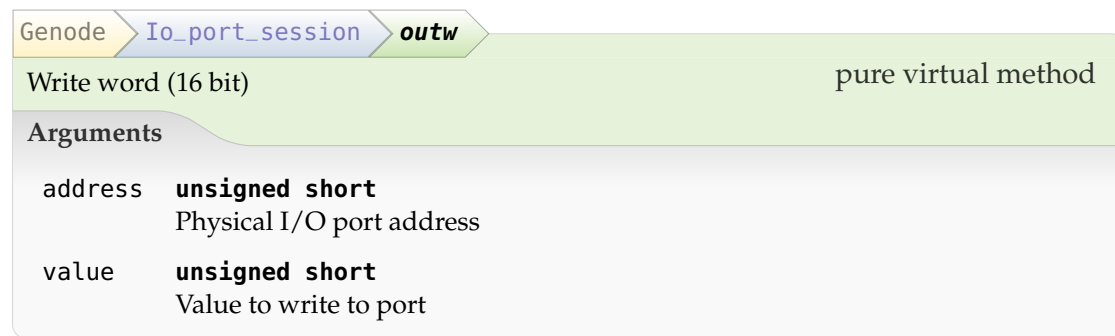 Genode Io_port_session outw
Write word (16 bit) pure virtual method
Arguments
address unsigned short
Physical I/O port address
value unsigned short
Value to write to port